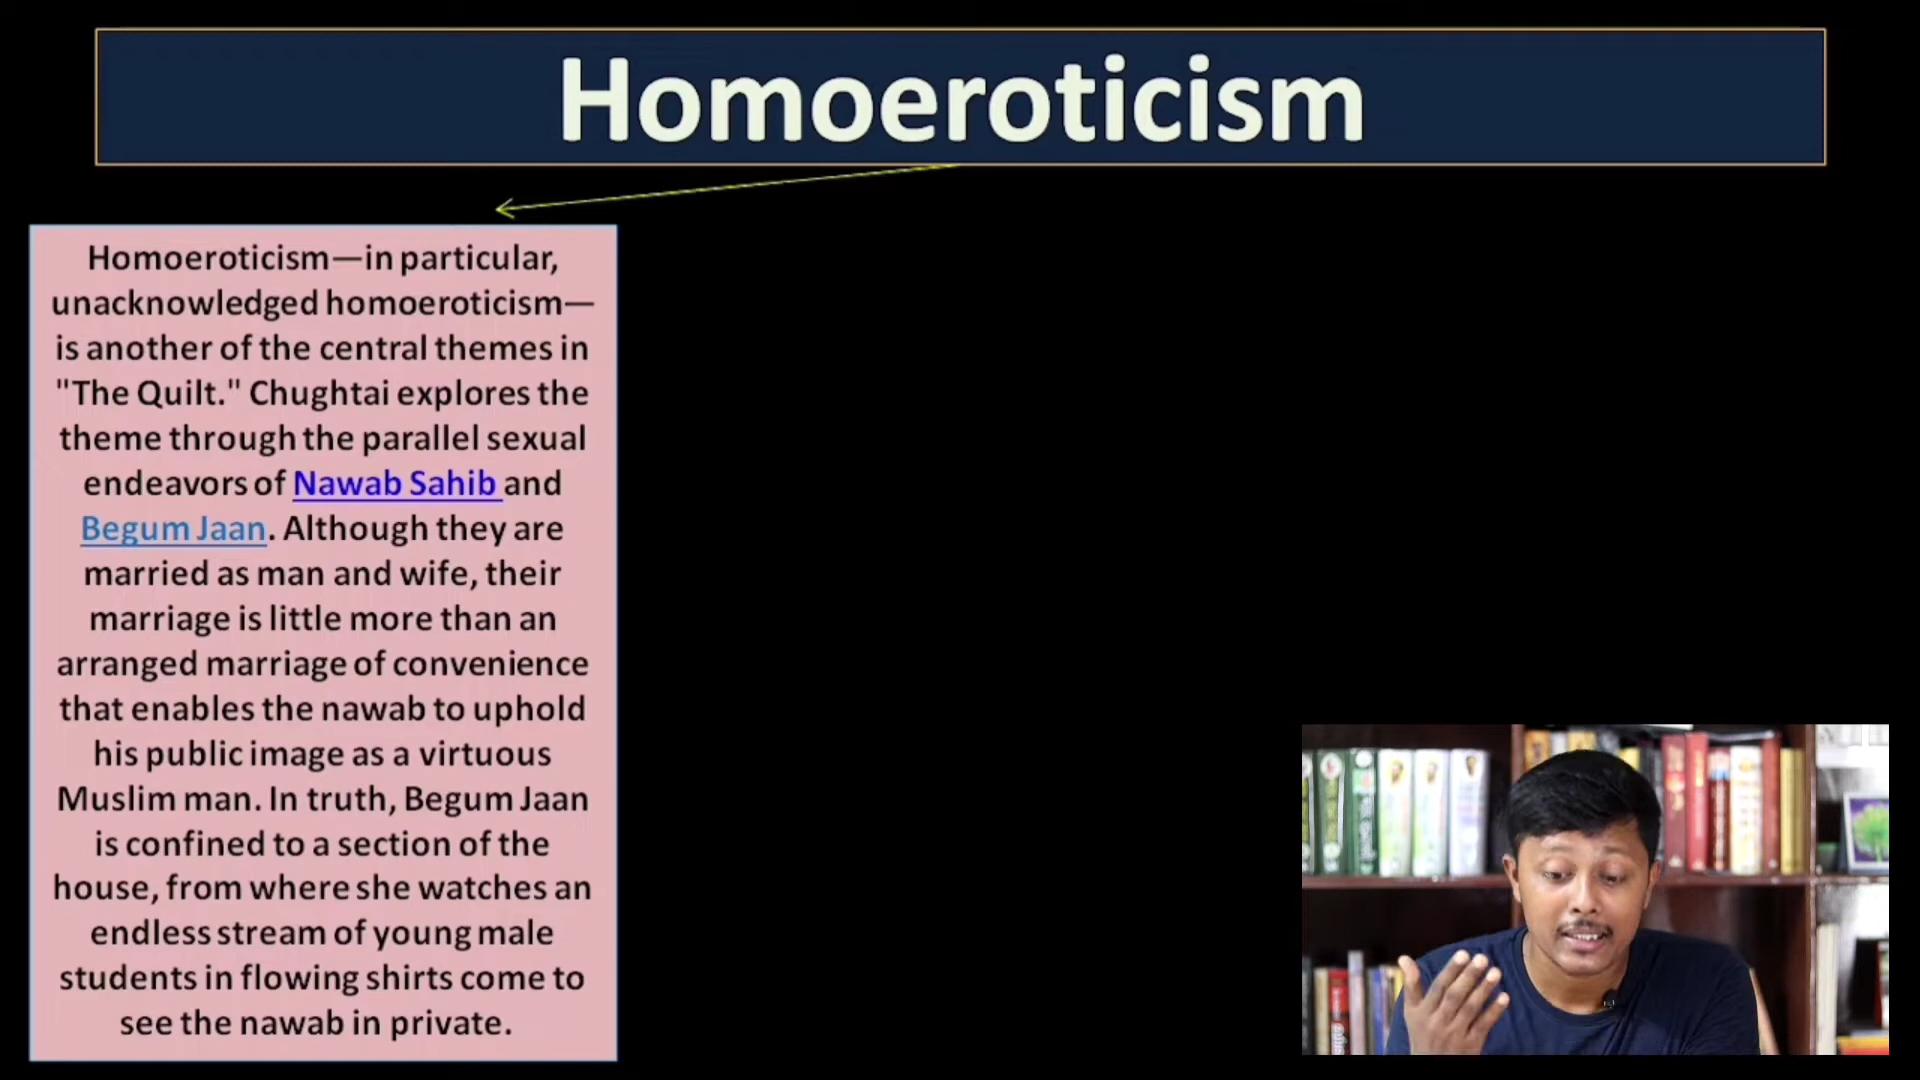 Homoeroticism
Homoeroticism—in particular,
unacknowledged homoeroticism—
is another of the central themes in
"The Quilt." Chughtai explores the
theme through the parallel sexual
endeavors of Nawab Sahib and
Begum Jaan. Although they are
married as man and wife, their
marriage is little more than an
arranged marriage of convenience
that enables the nawab to uphold
his public image as a virtuous
Muslim man. In truth, Begum Jaan
is confined to a section of the
house, from where she watches an
endless stream of young male
students in flowing shirts come to
see the nawab in private.